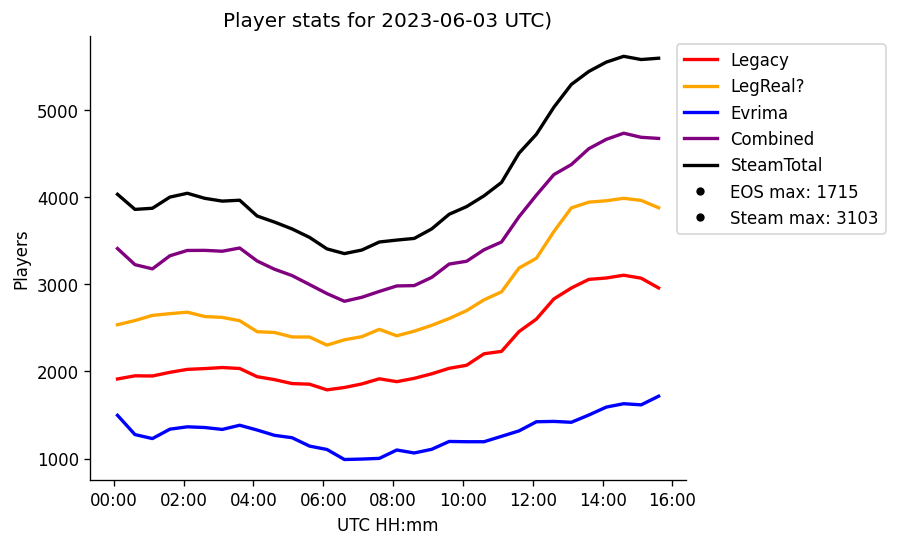 Player stats for 2023-06-03 UTC)
Legacy
LegReal?
Evrima
Combined
SteamTotal
EOS max: 1715
Steam max: 3103
Players
5000
4000
3000
2000
1000
00:00 02:00 04:00 06:00 08:00 10:00 12:00 14:00 16:00
UTC HH:mm